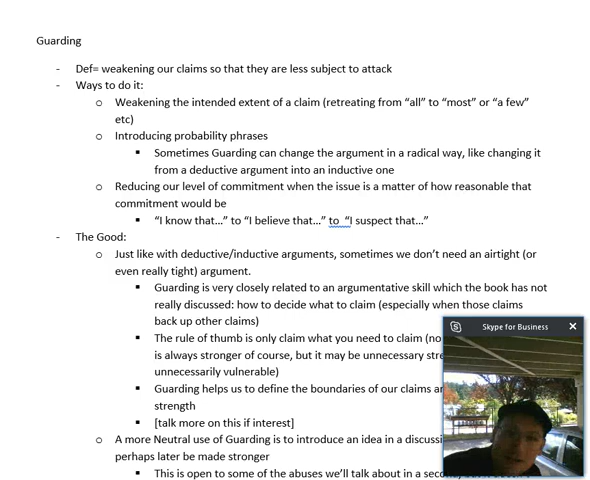 Guarding
- Def= weakening our claims so that they are less subject to attack
- Ways to do it:
o Weakening the intended extent of a claim (retreating from “all” to “most” or “a few”
etc)
o Introducing probability phrases
▪ Sometimes Guarding can change the argument in a radical way, like changing it
from a deductive argument into an inductive one
o Reducing our level of commitment when the issue is a matter of how reasonable that
commitment would be
▪ “I know that…” to “I believe that…” to “I suspect that…”
- The Good:
o Just like with deductive/inductive arguments, sometimes we don’t need an airtight (or
even really tight) argument.
▪ Guarding is very closely related to an argumentative skill which the book has not
really discussed: how to decide what to claim (especially when those claims
back up other claims)
▪ The rule of thumb is only claim what you need to claim (no
is always stronger of course, but it may be unnecessary stre
unnecessarily vulnerable)
▪ Guarding helps us to define the boundaries of our claims an
strength
▪ [talk more on this if interest]
o A more Neutral use of Guarding is to introduce an idea in a discussi
perhaps later be made stronger
▪ This is open to some of the abuses we’ll talk about in a
Skype for Business